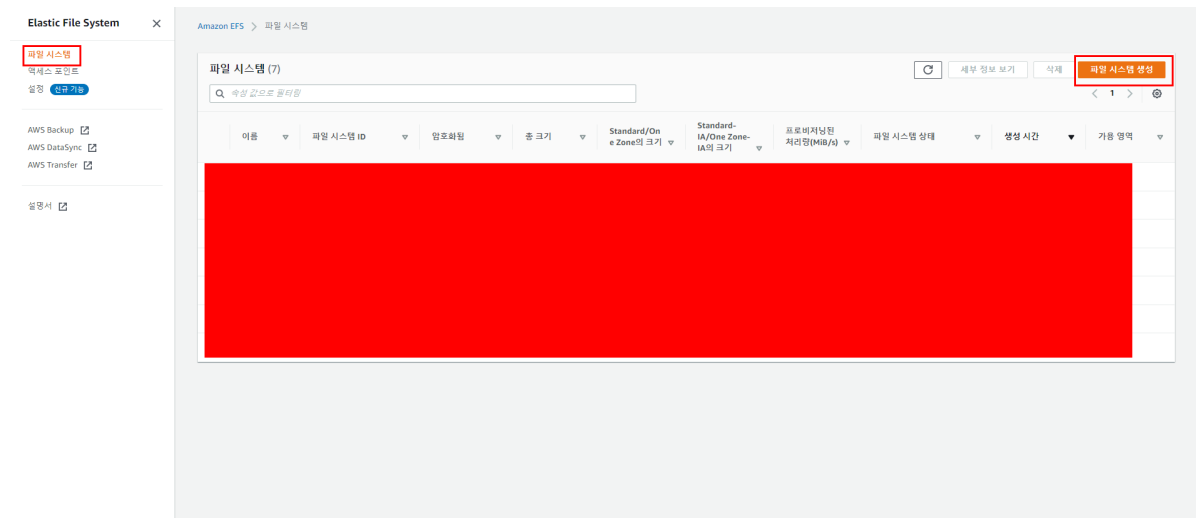 Elastic File System
파일 시스템
액세스 포인트
설정 신규 기능
AWS Backup
AWS DataSync
AWS Transfer
설명서
Amazon EFS 파일 시스템
파일 시스템 (7)
세부 정보 보기 삭제 파일 시스템 생성
속성 값으로 필터링
1
이름 파일 시스템 ID 암호화됨 총 크기 Standard/On
e Zone의 크기 Standard-
IA/One Zone-
IA의 크기 프로비저닝된
처리량(MiB/s) 파일 시스템 상태 생성 시간 가용 영역